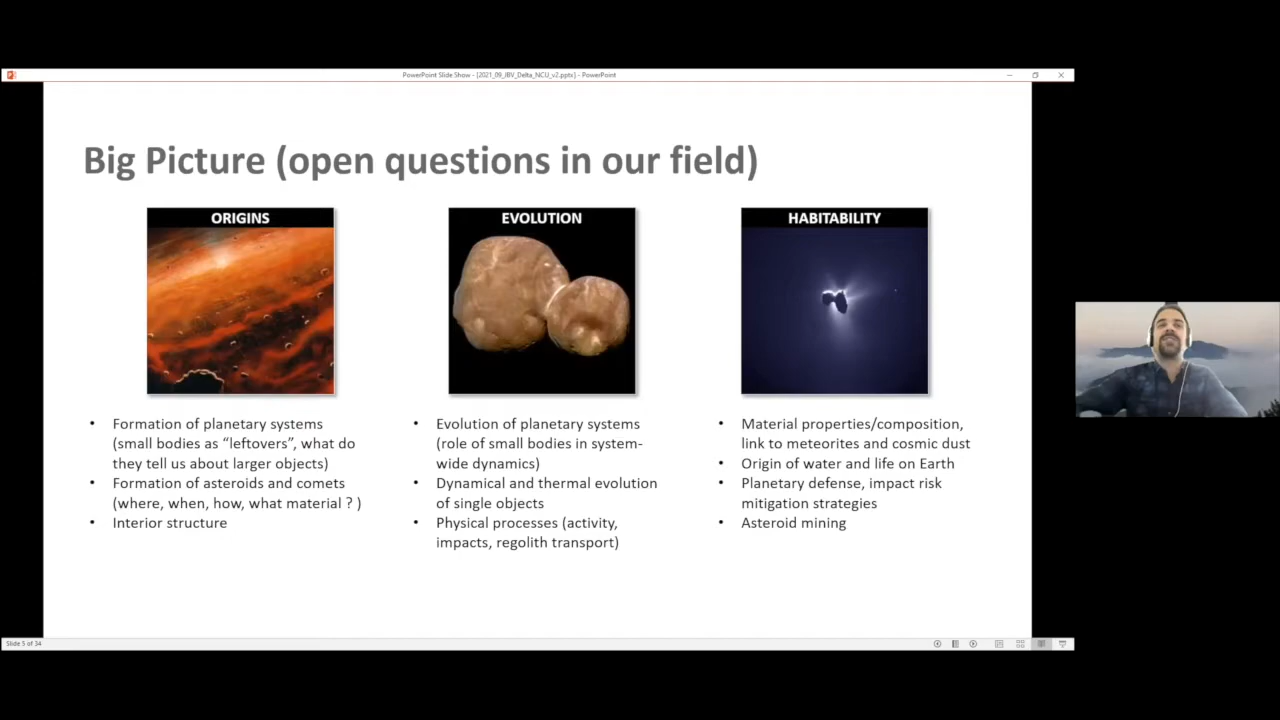 PowerPoint Slide Show - [2021_09_JBV_Delta_NCU_v2.pptx] - PowerPoint
Big Picture (open questions in our field)
ORIGINS
• Formation of planetary systems
(small bodies as “leftovers”, what do
they tell us about larger objects)
• Formation of asteroids and comets
(where, when, how, what material ? )
• Interior structure
EVOLUTION
• Evolution of planetary systems
(role of small bodies in system-
wide dynamics)
• Dynamical and thermal evolution
of single objects
• Physical processes (activity,
impacts, regolith transport)
HABITABILITY
• Material properties/composition,
link to meteorites and cosmic dust
• Origin of water and life on Earth
• Planetary defense, impact risk
mitigation strategies
• Asteroid mining
Slide 5 of 34